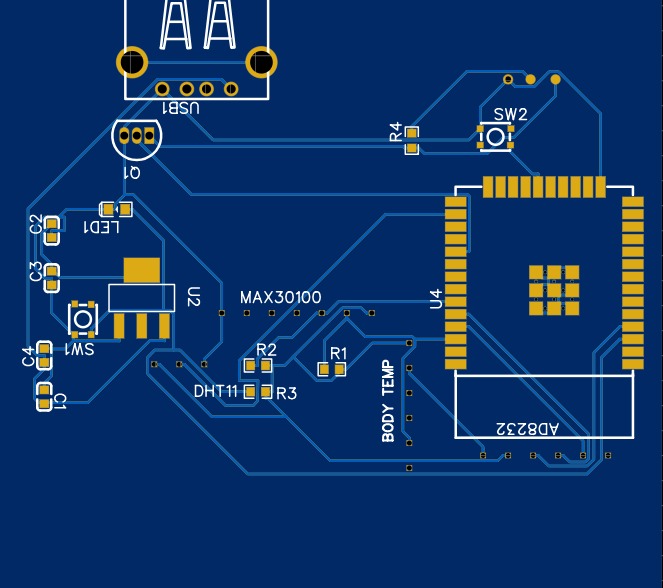 USB1
R4
SW2
Q1
C2
LED1
C3
U2
MAX30100
U4
SW1
C4
R2
R1
DHT11
R3
C1
BODY TEMP
AD8232